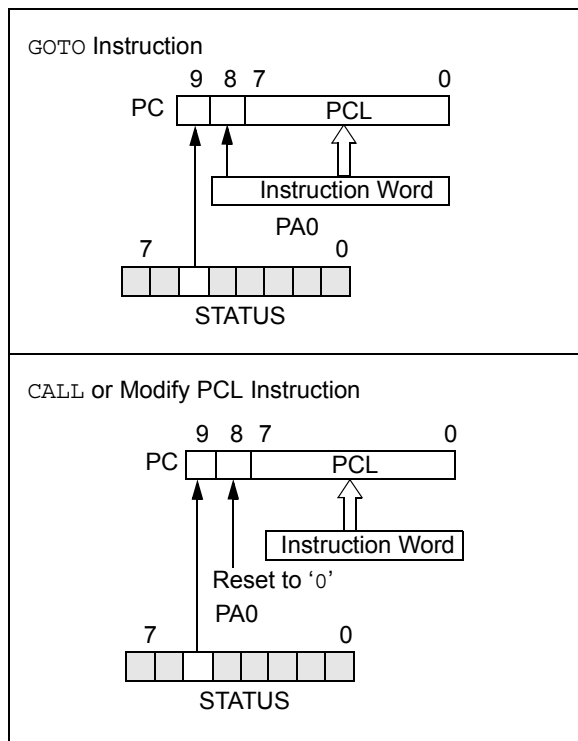 GOTO Instruction
9 8 7 0
PC PCL
Instruction Word
PA0
7 0
STATUS
CALL or Modify PCL Instruction
9 8 7 0
PC PCL
Instruction Word
Reset to ‘0’
PA0
7 0
STATUS